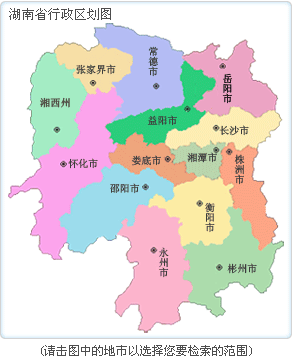 湖南省行政区划图
常德市
张家界市
岳阳市
湘西州
益阳市
长沙市
怀化市
娄底市
湘潭市
株洲市
邵阳市
衡阳市
永州市
彬州市
(请击图中的地市以选择您要检索的范围)